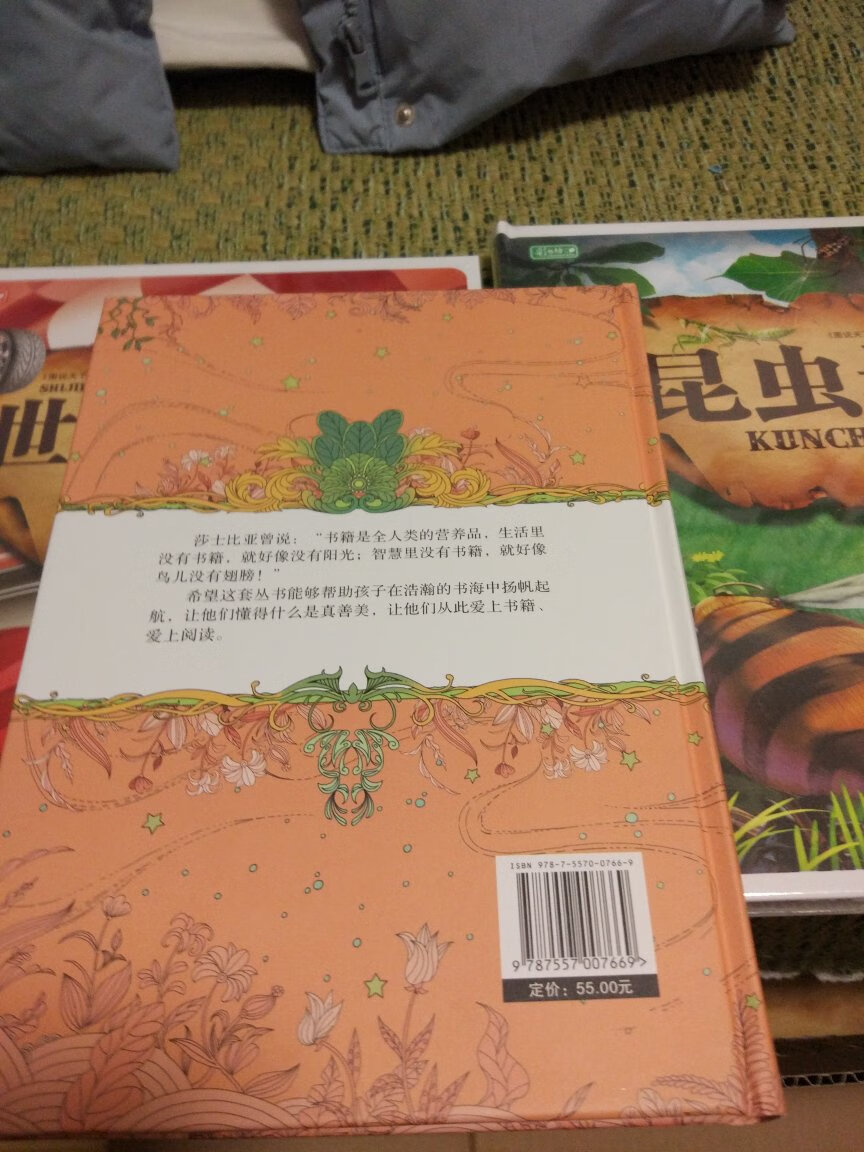 世
SHIJIE
昆虫
KUNCH
莎士比亚曾说：“书籍是全人类的营养品，生活里
没有书籍，就好像没有阳光；智慧里没有书籍，就好像
鸟儿没有翅膀！”
希望这套丛书能够帮助孩子在浩瀚的书海中扬帆起
航，让他们懂得什么是真善美，让他们从此爱上书籍、
爱上阅读。
ISBN 978-7-5570-0766-9
9 787557 007669 >
定价：55.00元